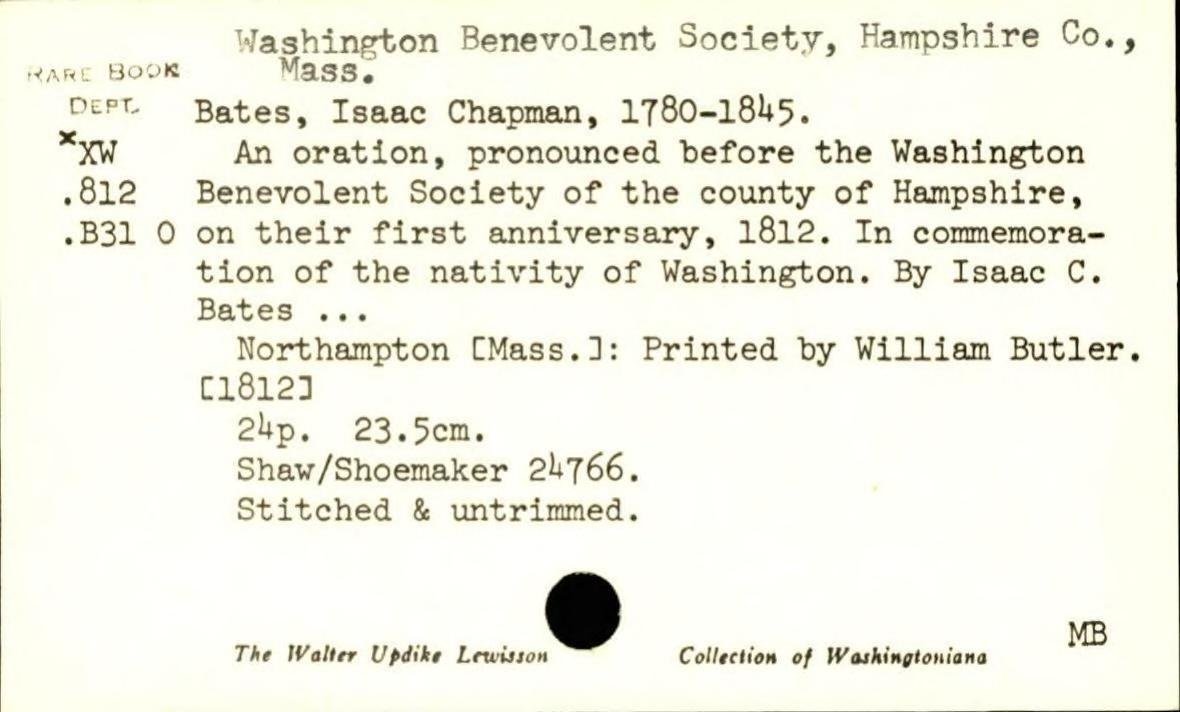 Washington Benevolent Society, Hampshire Co.,
RARE BOOK Mass.
DEPT. Bates, Isaac Chapman, 1780-1845.
xXW An oration, pronounced before the Washington
.812 Benevolent Society of the county of Hampshire,
.B31 O on their first anniversary, 1812. In commemora-
tion of the nativity of Washington. By Isaac C.
Bates ...
Northampton [Mass.]: Printed by William Butler.
[1812]
24p. 23.5cm.
Shaw/Shoemaker 24766.
Stitched & untrimmed.
MB
The Walter Updike Lewisson Collection of Washingtoniana